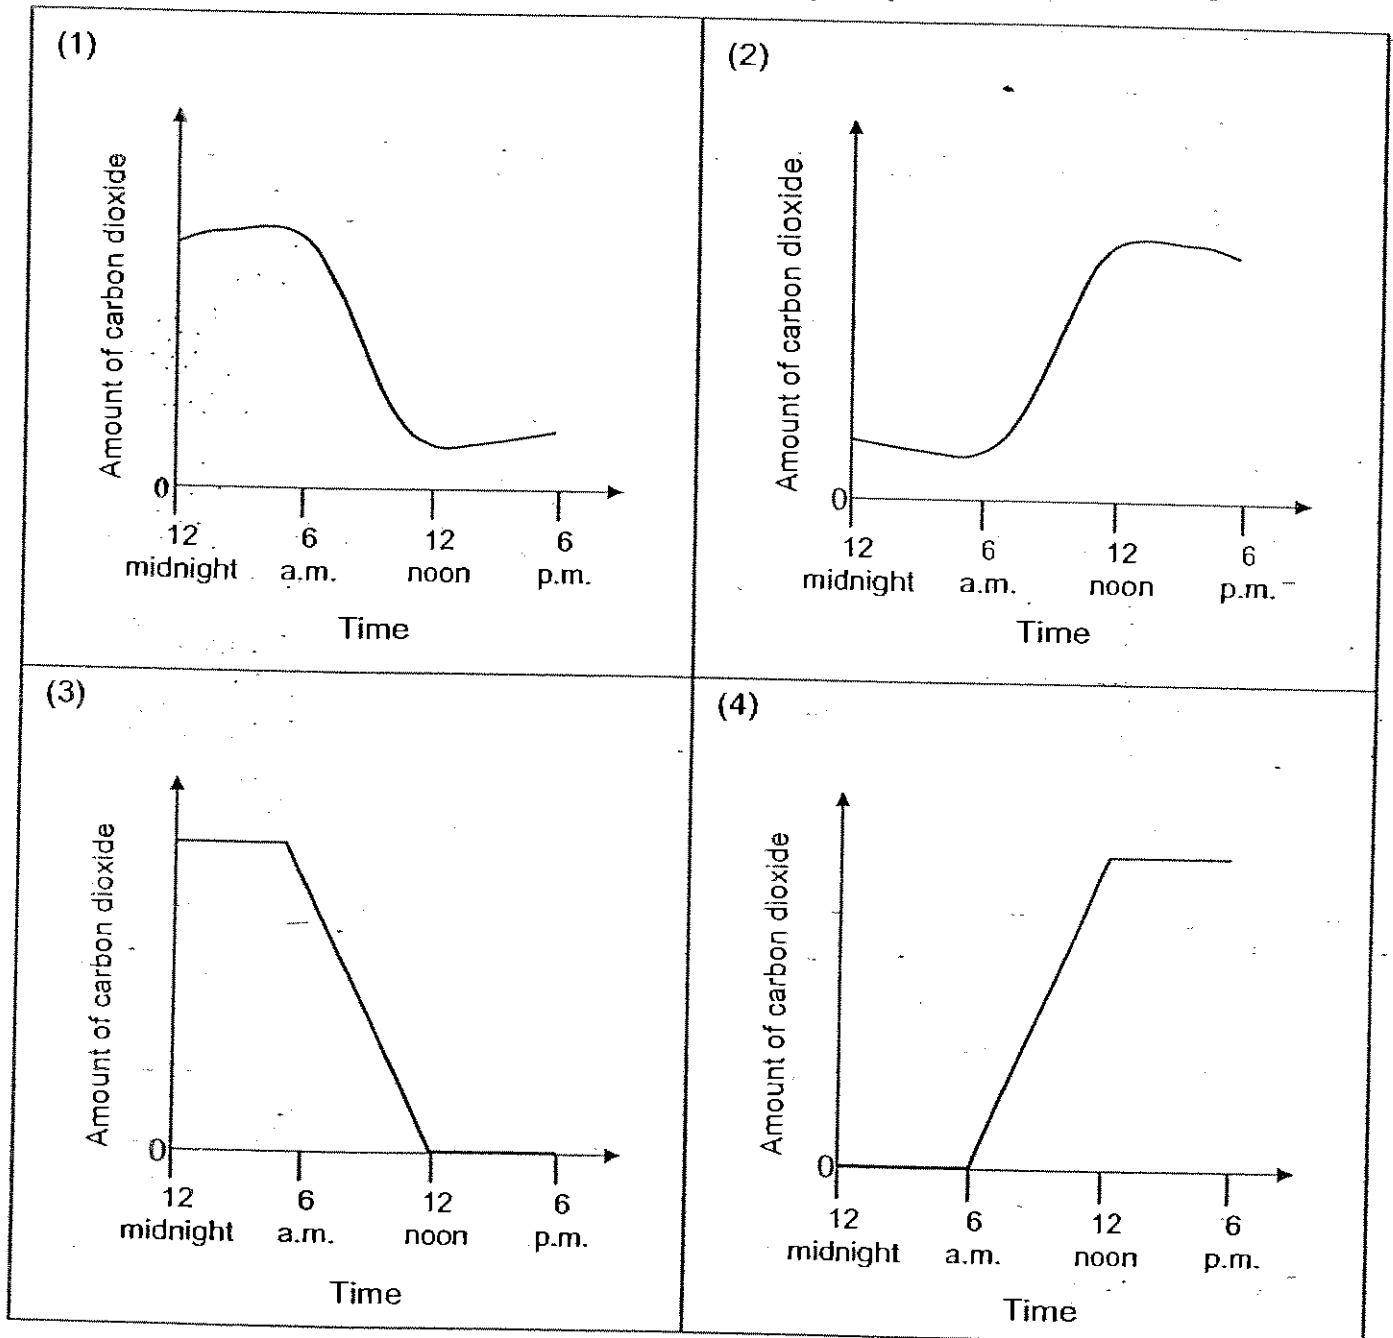 (1)
Amount of carbon dioxide
0
12 6 12 6
midnight a.m. noon p.m.
Time
(2)
Amount of carbon dioxide
0
12 6 12 6
midnight a.m. noon p.m.
Time
(3)
Amount of carbon dioxide
0
12 6 12 6
midnight a.m. noon p.m.
Time
(4)
Amount of carbon dioxide
0
12 6 12 6
midnight a.m. noon p.m.
Time